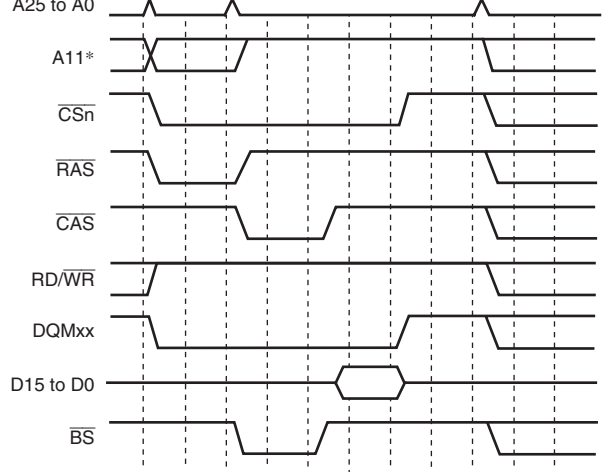 A25 to A0
A11*
CSn
RAS
CAS
RD/WR
DQMxx
D15 to D0
BS